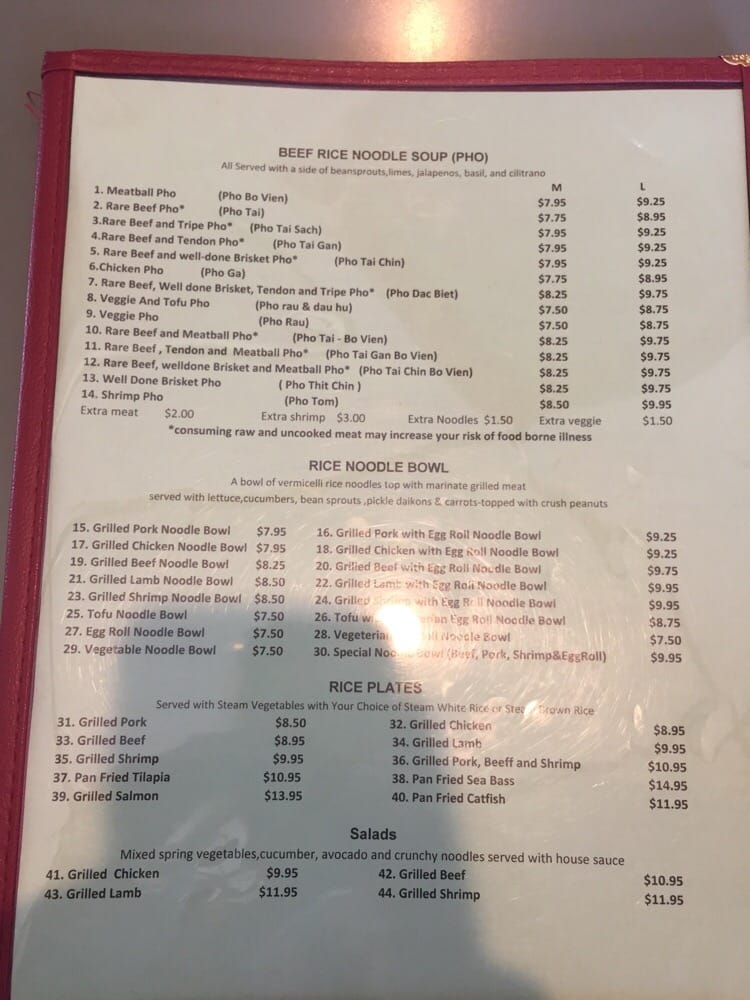 BEEF RICE NOODLE SOUP (PHO)
All Served with a side of beansprouts,limes, jalapenos, basil, and cilitrano
M L
1. Meatball Pho (Pho Bo Vien) $7.95 $9.25
2. Rare Beef Pho* (Pho Tai) $7.75 $8.95
3.Rare Beef and Tripe Pho* (Pho Tai Sach) $7.95 $9.25
4.Rare Beef and Tendon Pho* (Pho Tai Gan) $7.95 $9.25
5. Rare Beef and well-done Brisket Pho* (Pho Tai Chin) $7.95 $9.25
6.Chicken Pho (Pho Ga) $7.75 $8.95
7. Rare Beef, Well done Brisket, Tendon and Tripe Pho* (Pho Dac Biet) $8.25 $9.75
8. Veggie And Tofu Pho (Pho rau & dau hu) $7.50 $8.75
9. Veggie Pho (Pho Rau) $7.50 $8.75
10. Rare Beef and Meatball Pho* (Pho Tai - Bo Vien) $8.25 $9.75
11. Rare Beef , Tendon and Meatball Pho* (Pho Tai Gan Bo Vien) $8.25 $9.75
12. Rare Beef, welldone Brisket and Meatball Pho* (Pho Tai Chin Bo Vien) $8.25 $9.75
13. Well Done Brisket Pho ( Pho Thit Chin ) $8.25 $9.75
14. Shrimp Pho (Pho Tom) $8.50 $9.95
Extra meat $2.00 Extra shrimp $3.00 Extra Noodles $1.50 Extra veggie $1.50
*consuming raw and uncooked meat may increase your risk of food borne illness
RICE NOODLE BOWL
A bowl of vermicelli rice noodles top with marinate grilled meat
served with lettuce,cucumbers, bean sprouts ,pickle daikons & carrots-topped with crush peanuts
15. Grilled Pork Noodle Bowl $7.95 16. Grilled Pork with Egg Roll Noodle Bowl $9.25
17. Grilled Chicken Noodle Bowl $7.95 18. Grilled Chicken with Egg Roll Noodle Bowl $9.25
19. Grilled Beef Noodle Bowl $8.25 20. Grilled Beef with Egg Roll Noodle Bowl $9.75
21. Grilled Lamb Noodle Bowl $8.50 22. Grilled Lamb with Egg Roll Noodle Bowl $9.95
23. Grilled Shrimp Noodle Bowl $8.50 24. Grilled Shrimp with Egg Roll Noodle Bowl $9.95
25. Tofu Noodle Bowl $7.50 26. Tofu Egg Roll Noodle Bowl $8.75
27. Egg Roll Noodle Bowl $7.50 28. Vegeterian Noodle Bowl $7.50
29. Vegetable Noodle Bowl $7.50 30. Special Noodle Bowl (Beef, Pork, Shrimp&EggRoll) $9.95
RICE PLATES
Served with Steam Vegetables with Your Choice of Steam White Rice or Steam Brown Rice
31. Grilled Pork $8.50 32. Grilled Chicken $8.95
33. Grilled Beef $8.95 34. Grilled Lamb $9.95
35. Grilled Shrimp $9.95 36. Grilled Pork, Beeff and Shrimp $10.95
37. Pan Fried Tilapia $10.95 38. Pan Fried Sea Bass $14.95
39. Grilled Salmon $13.95 40. Pan Fried Catfish $11.95
Salads
Mixed spring vegetables,cucumber, avocado and crunchy noodles served with house sauce
41. Grilled Chicken $9.95 42. Grilled Beef $10.95
43. Grilled Lamb $11.95 44. Grilled Shrimp $11.95